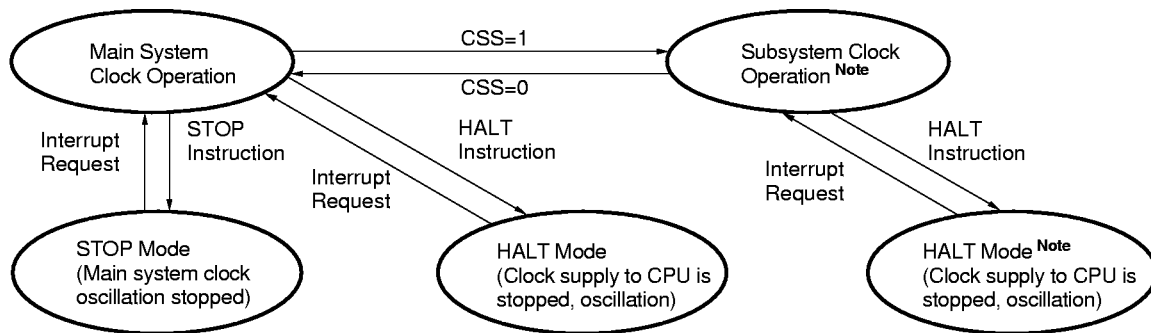 Main System
Clock Operation
CSS=1
CSS=0
Subsystem Clock
Operation Note
Interrupt
Request
STOP
Instruction
HALT
Instruction
Interrupt
Request
HALT
Instruction
Interrupt
Request
STOP Mode
(Main system clock
oscillation stopped)
HALT Mode
(Clock supply to CPU is
stopped, oscillation)
HALT Mode Note
(Clock supply to CPU is
stopped, oscillation)